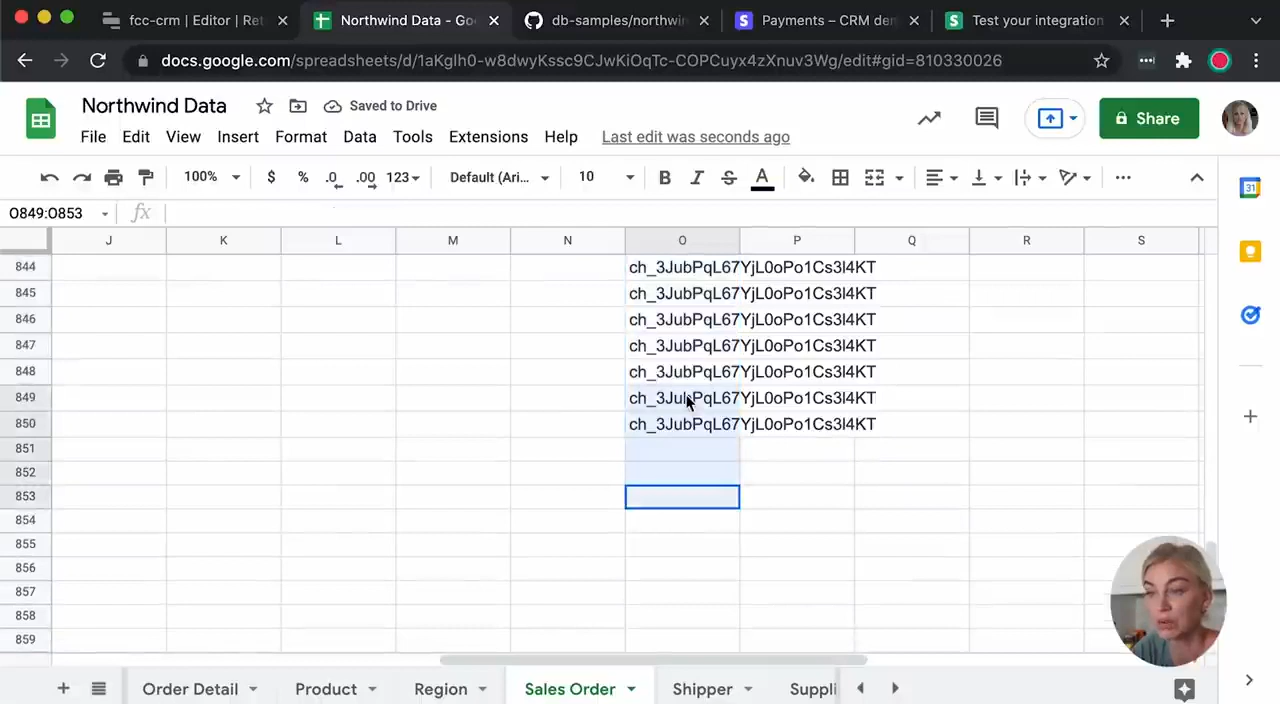 fcc-crm | Editor | Ret
Northwind Data - Go
db-samples/northwin
Payments – CRM den
Test your integration
docs.google.com/spreadsheets/d/1aKglh0-w8dwyKssc9CJwKiOqTc-COPCuyx4zXnuv3Wg/edit#gid=810330026
Northwind Data
Saved to Drive
File Edit View Insert Format Data Tools Extensions Help Last edit was seconds ago
Share
100% $ % .0 .00 123 Default (Ari... 10 B I S A
31
O849:O853 fx
J K L M N O P Q R S
844 ch_3JubPqL67YjL0oPo1Cs3l4KT
845 ch_3JubPqL67YjL0oPo1Cs3l4KT
846 ch_3JubPqL67YjL0oPo1Cs3l4KT
847 ch_3JubPqL67YjL0oPo1Cs3l4KT
848 ch_3JubPqL67YjL0oPo1Cs3l4KT
849 ch_3JubPqL67YjL0oPo1Cs3l4KT
850 ch_3JubPqL67YjL0oPo1Cs3l4KT
851
852
853
854
855
856
857
858
859
Order Detail Product Region Sales Order Shipper Suppli